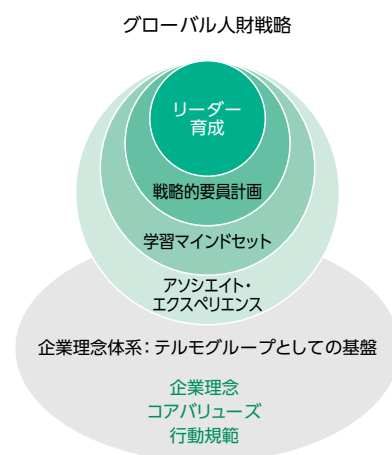 グローバル人財戦略
リーダー
育成
戦略的要員計画
学習マインドセット
アソシエイト・
エクスペリエンス
企業理念体系：テルモグループとしての基盤
企業理念
コアバリューズ
行動規範